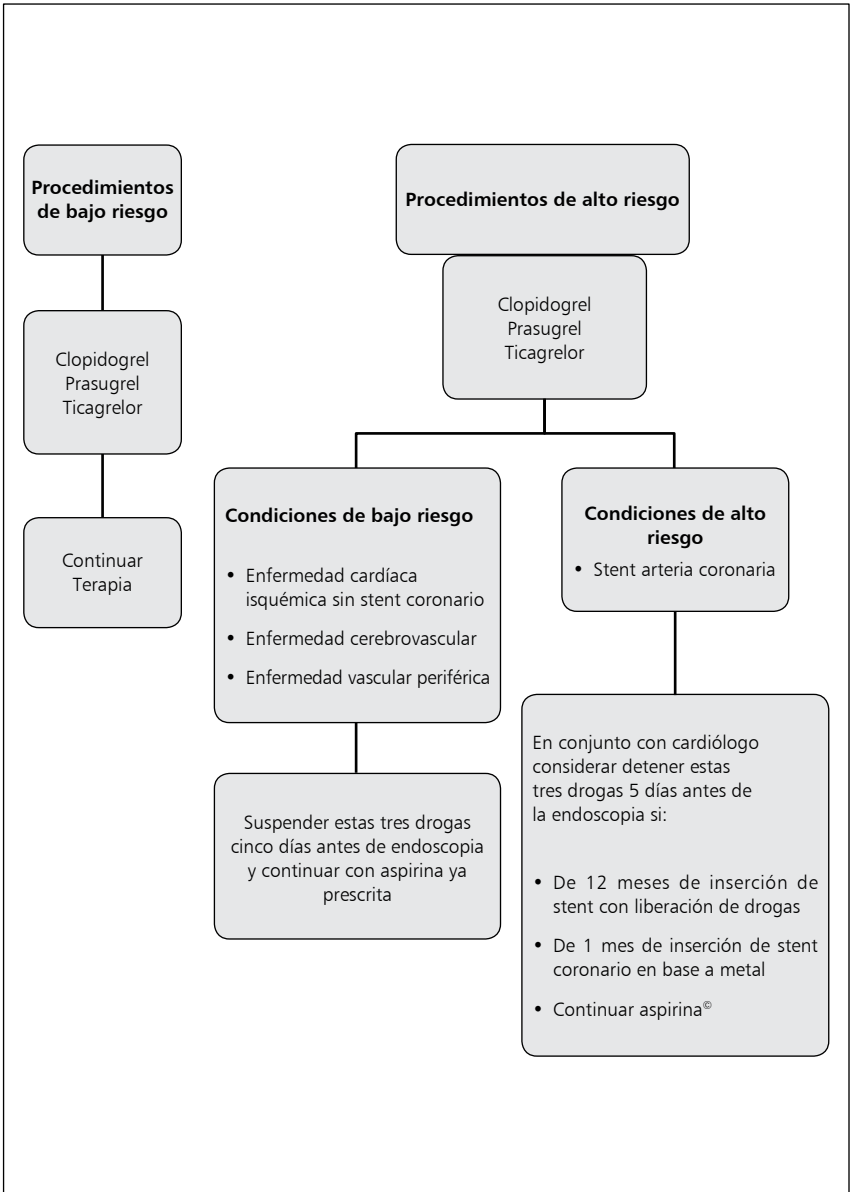 Procedimientos
de bajo riesgo
Clopidogrel
Prasugrel
Ticagrelor
Continuar
Terapia
Procedimientos de alto riesgo
Clopidogrel
Prasugrel
Ticagrelor
Condiciones de bajo riesgo
• Enfermedad cardíaca
isquémica sin stent coronario
• Enfermedad cerebrovascular
• Enfermedad vascular periférica
Suspender estas tres drogas
cinco días antes de endoscopia
y continuar con aspirina ya
prescrita
Condiciones de alto
riesgo
• Stent arteria coronaria
En conjunto con cardiólogo
considerar detener estas
tres drogas 5 días antes de
la endoscopia si:
• De 12 meses de inserción de
stent con liberación de drogas
• De 1 mes de inserción de stent
coronario en base a metal
• Continuar aspirina©